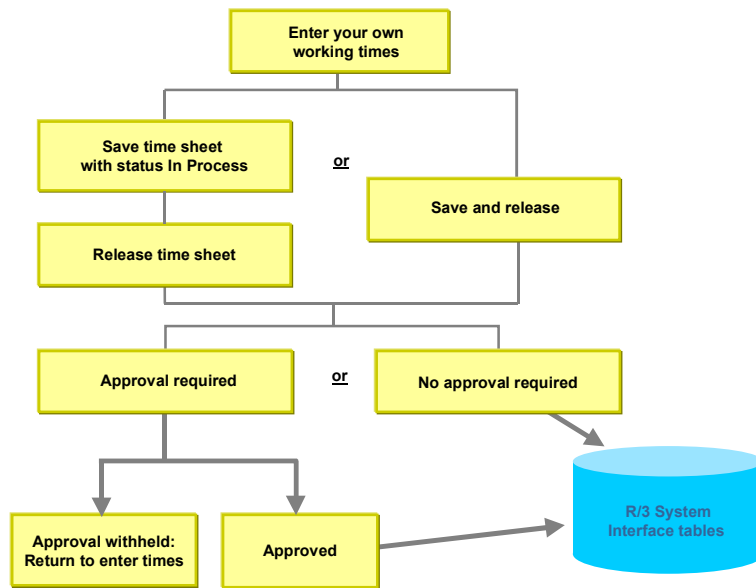 Enter your own
working times
Save time sheet
with status In Process
or
Save and release
Release time sheet
Approval required
or
No approval required
R/3 System
Interface tables
Approval withheld:
Return to enter times
Approved